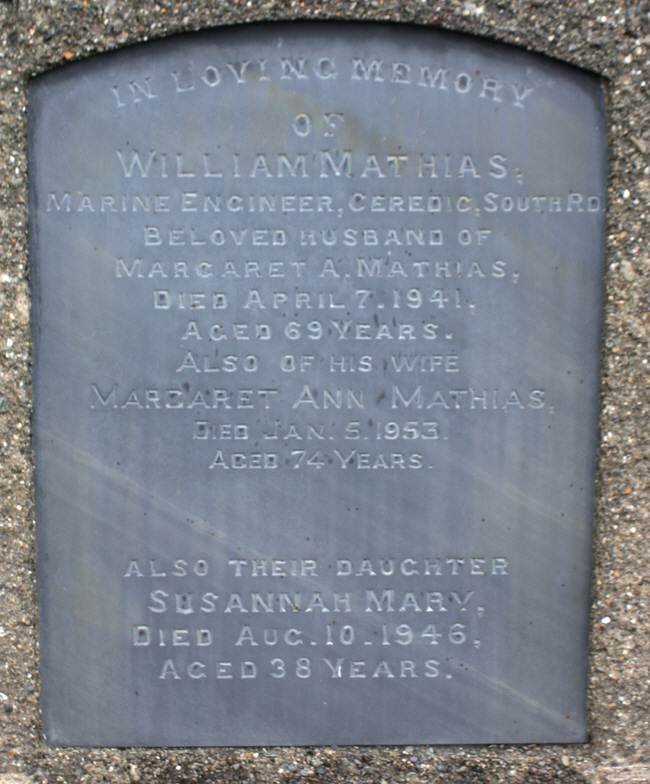 IN LOVING MEMORY
OF
WILLIAM MATHIAS,
MARINE ENGINEER, CEREDIG, SOUTH RD.
BELOVED HUSBAND OF
MARGARET A. MATHIAS,
DIED APRIL 7. 1941.
AGED 69 YEARS.
ALSO OF HIS WIFE
MARGARET ANN MATHIAS,
DIED JAN. 5. 1953.
AGED 74 YEARS.
ALSO THEIR DAUGHTER
SUSANNAH MARY,
DIED AUG. 10. 1946,
AGED 38 YEARS.